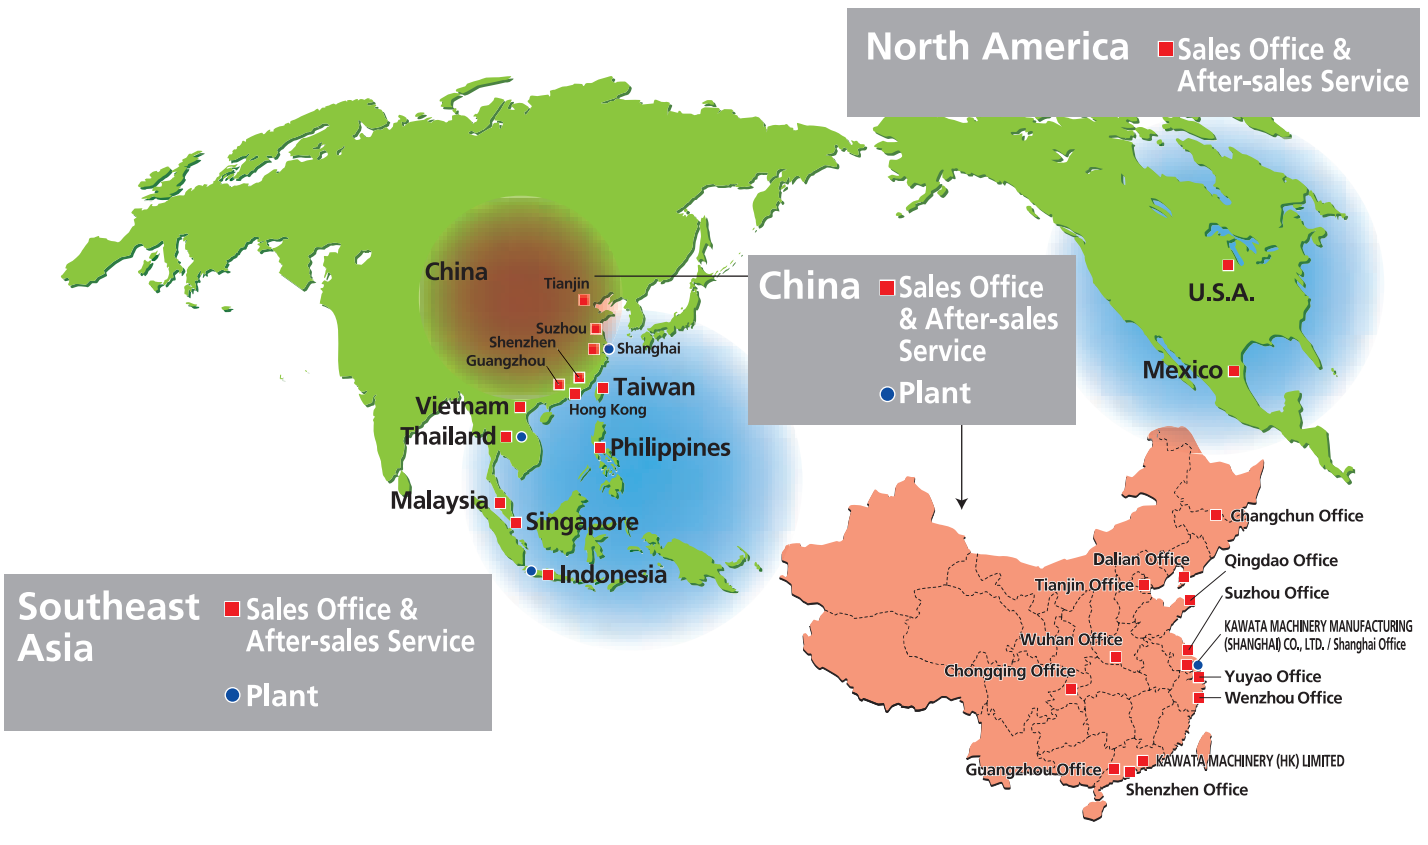 North America
Sales Office &
After-sales Service
China
Tianjin
Suzhou
Shenzhen
Guangzhou
Shanghai
Hong Kong
Taiwan
Vietnam
Thailand
Philippines
Malaysia
Singapore
Indonesia
China
Sales Office
& After-sales
Service
Plant
U.S.A.
Mexico
Southeast
Asia
Sales Office &
After-sales Service
Plant
Changchun Office
Dalian Office
Qingdao Office
Tianjin Office
Suzhou Office
KAWATA MACHINERY MANUFACTURING
(SHANGHAI) CO., LTD. / Shanghai Office
Wuhan Office
Chongqing Office
Yuyao Office
Wenzhou Office
KAWATA MACHINERY (HK) LIMITED
Guangzhou Office
Shenzhen Office